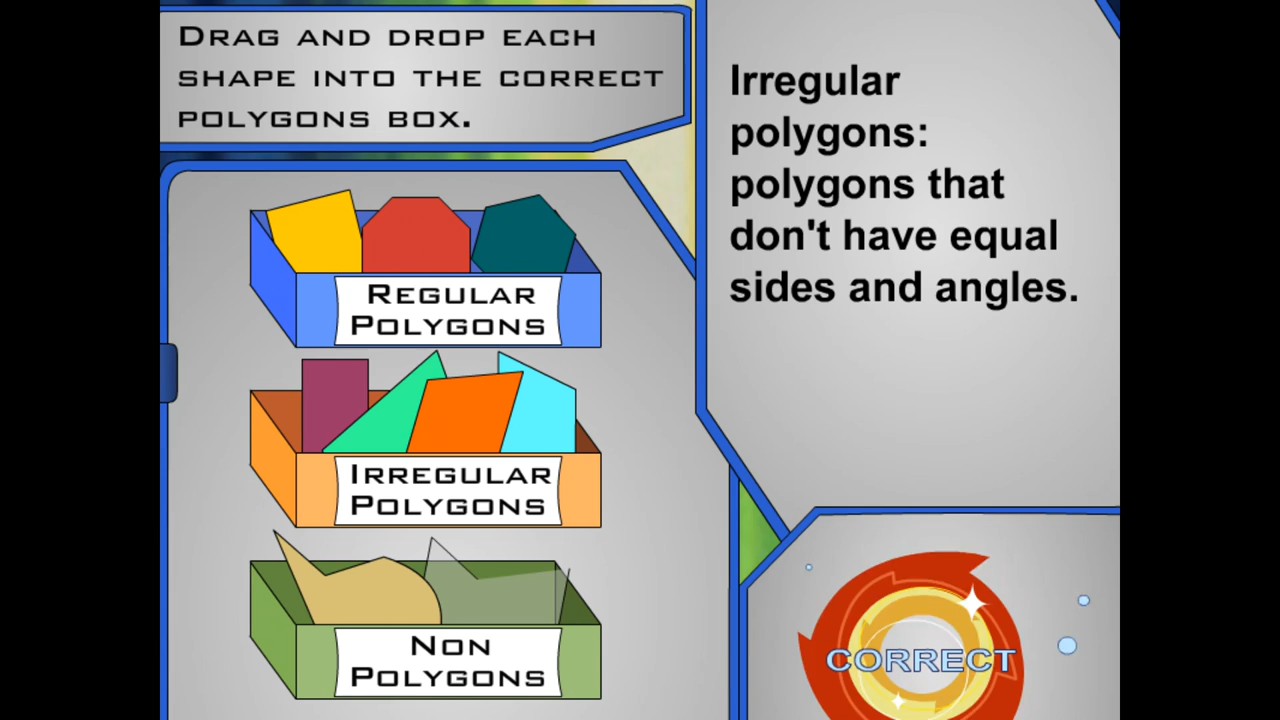 DRAG AND DROP EACH
SHAPE INTO THE CORRECT
POLYGONS BOX.
Irregular
polygons:
polygons that
don't have equal
sides and angles.
REGULAR
POLYGONS
IRREGULAR
POLYGONS
NON
POLYGONS
CORRECT